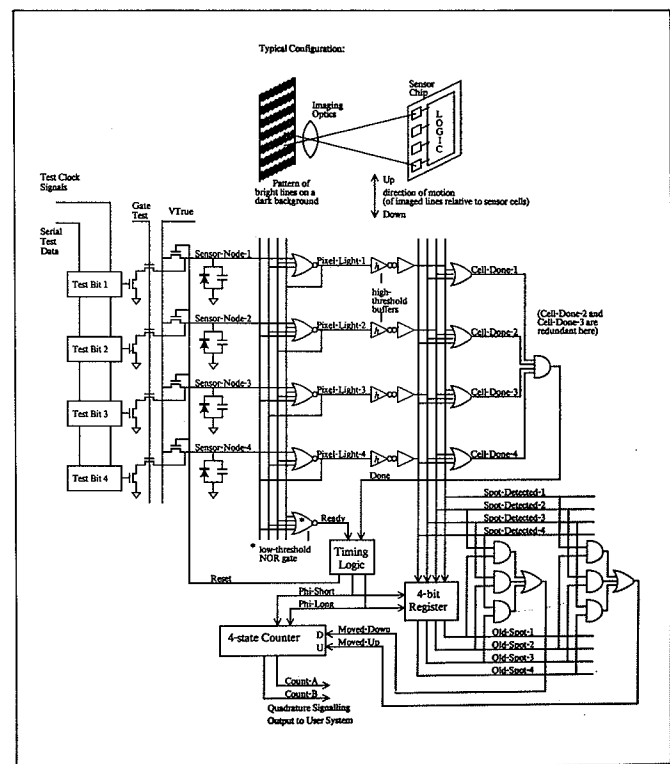 Typical Configuration:
Sensor
Chip
Imaging
Optics
LOGIC
Up
direction of motion
(of imaged lines relative to sensor cells)
Down
Pattern of
bright lines on a
dark background
Test Clock
Signals
Serial
Test
Data
Gate
Test
VTrue
Sensor-Node-1
Pixel-Light-1
h
Cell-Done-1
Test Bit 1
high-
threshold
buffers
(Cell-Done-2 and
Cell-Done-3 are
redundant here)
Sensor-Node-2
Pixel-Light-2
h
Cell-Done-2
Test Bit 2
Sensor-Node-3
Pixel-Light-3
h
Cell-Done-3
Test Bit 3
Sensor-Node-4
Pixel-Light-4
h
Cell-Done-4
Test Bit 4
Done
Spot-Detected-1
Spot-Detected-2
Spot-Detected-3
Spot-Detected-4
*
Ready
* low-threshold
NOR gate
Timing
Logic
Reset
Phi-Short
Phi-Long
4-bit
Register
4-state Counter
D
U
Moved-Down
Moved-Up
Old-Spot-1
Old-Spot-2
Old-Spot-3
Old-Spot-4
Count-A
Count-B
Quadrature Signalling
Output to User System